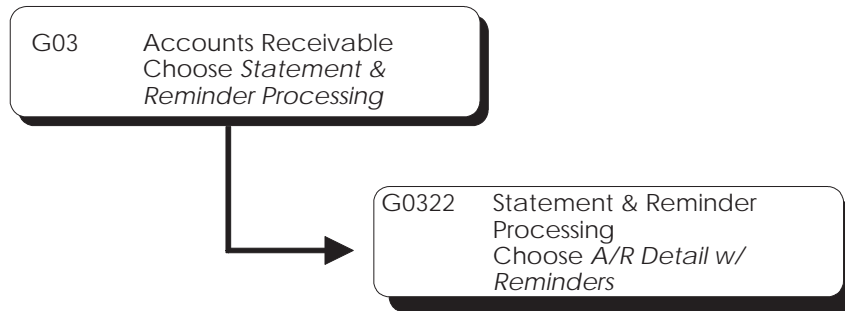 G03 Accounts Receivable
Choose Statement &
Reminder Processing
G0322 Statement & Reminder
Processing
Choose A/R Detail w/
Reminders